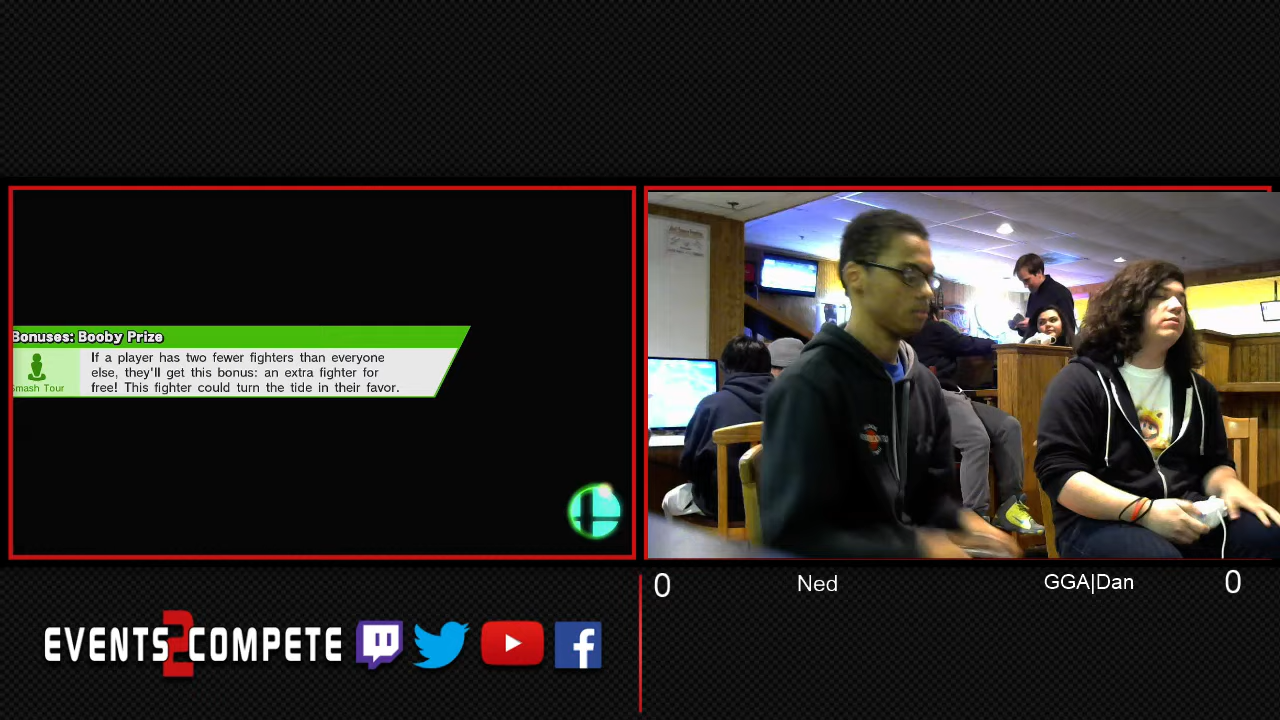 Bonuses: Booby Prize
If a player has two fewer fighters than everyone
else, they'll get this bonus: an extra fighter for
free! This fighter could turn the tide in their favor.
Smash Tour
0 Ned GGA|Dan 0
EVENTS2COMPETE